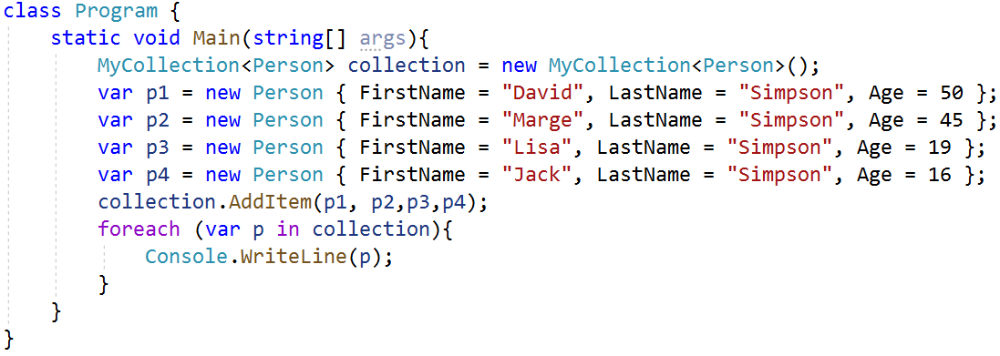 class Program {
    static void Main(string[] args){
        MyCollection<Person> collection = new MyCollection<Person>();
        var p1 = new Person { FirstName = "David", LastName = "Simpson", Age = 50 };
        var p2 = new Person { FirstName = "Marge", LastName = "Simpson", Age = 45 };
        var p3 = new Person { FirstName = "Lisa", LastName = "Simpson", Age = 19 };
        var p4 = new Person { FirstName = "Jack", LastName = "Simpson", Age = 16 };
        collection.AddItem(p1, p2,p3,p4);
        foreach (var p in collection){
            Console.WriteLine(p);
        }
    }
}